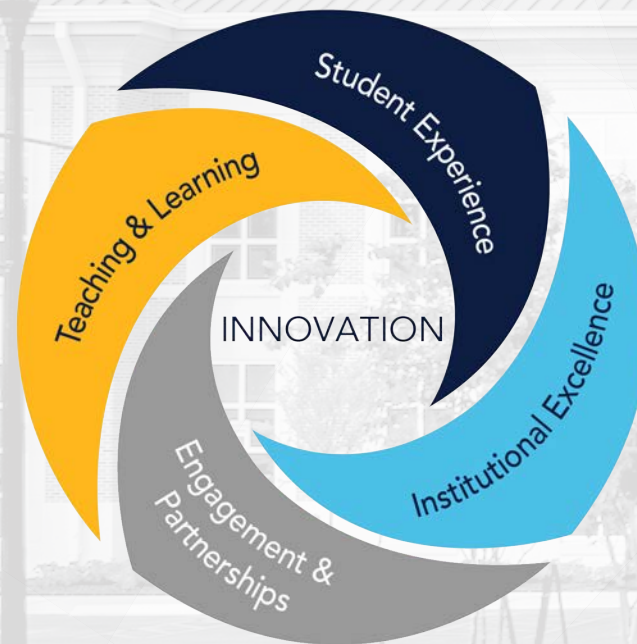 Student Experience
Teaching & Learning
INNOVATION
Institutional Excellence
Engagement &
Partnerships